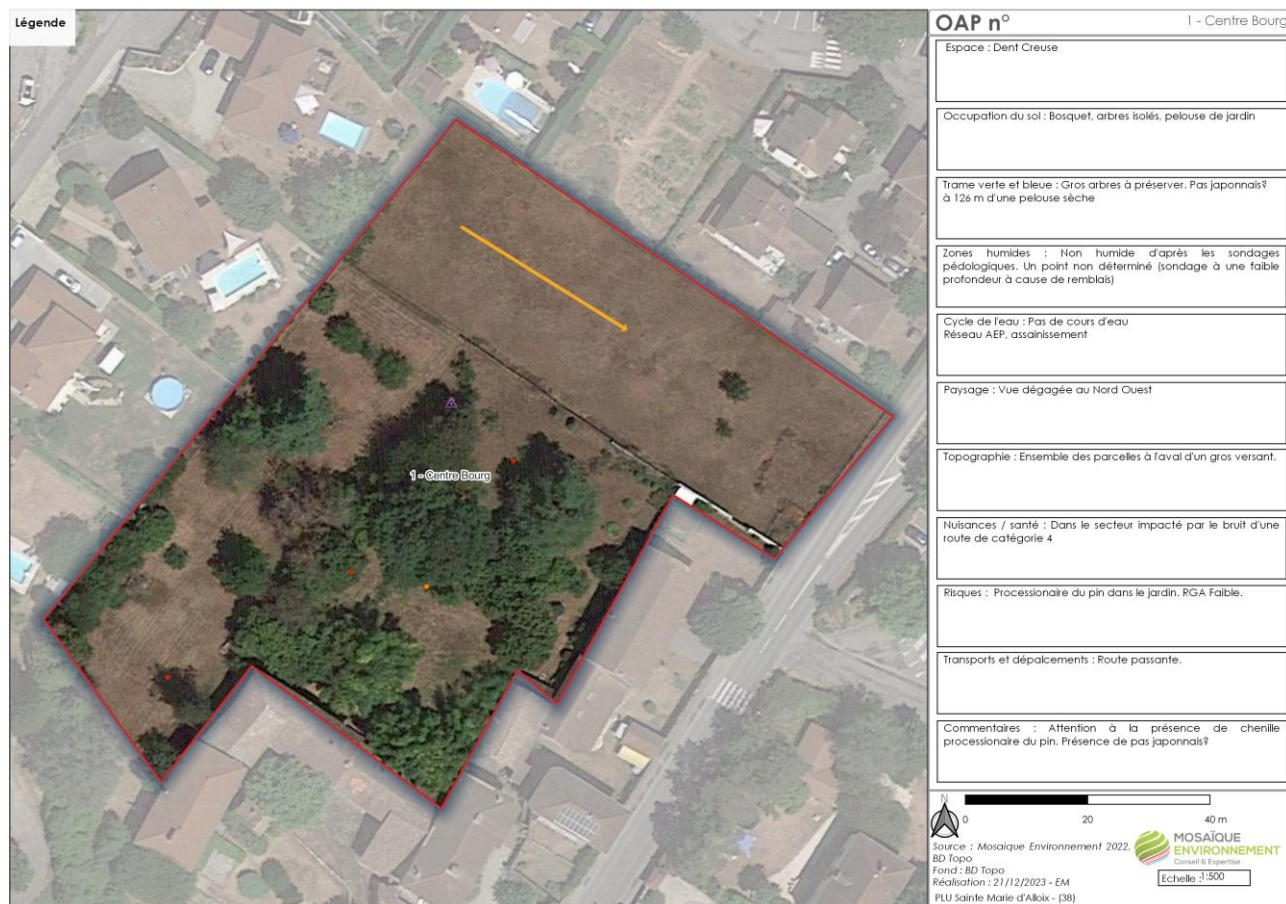 Légende
1 - Centre Bourg
OAP n°
1 - Centre Bourg
Espace : Dent Creuse
Occupation du sol : Bosquet, arbres isolés, pelouse de jardin
Trame verte et bleue : Gros arbres à préserver. Pas japonnais?
à 126 m d'une pelouse sèche
Zones humides : Non humide d'après les sondages
pédologiques. Un point non déterminé (sondage à une faible
profondeur à cause de remblais)
Cycle de l'eau : Pas de cours d'eau
Réseau AEP, assainissement
Paysage : Vue dégagée au Nord Ouest
Topographie : Ensemble des parcelles à l'aval d'un gros versant.
Nuisances / santé : Dans le secteur impacté par le bruit d'une
route de catégorie 4
Risques : Processionaire du pin dans le jardin. RGA Faible.
Transports et dépalcements : Route passante.
Commentaires : Attention à la présence de chenille
processionaire du pin. Présence de pas japonnais?
N
0 20 40 m
Source : Mosaique Environnement 2022,
BD Topo
Fond : BD Topo
Réalisation : 21/12/2023 - EM
PLU Sainte Marie d'Alloix - (38)
MOSAÏQUE
ENVIRONNEMENT
Conseil & Expertise
Echelle :1:500